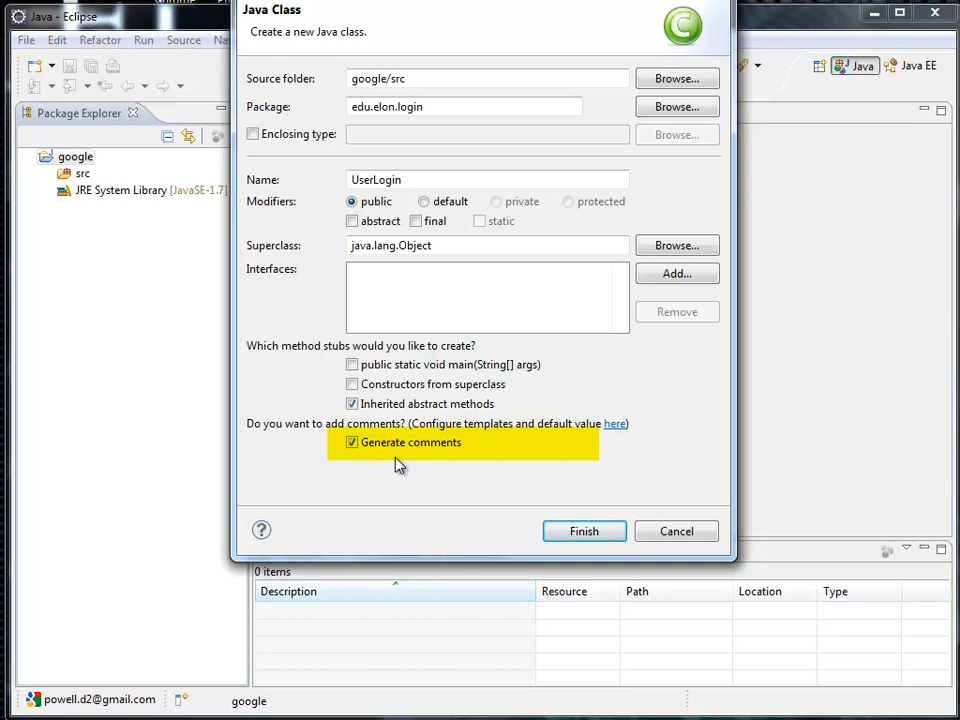 Java - Eclipse
File Edit Refactor Run Source
Java Java EE
Package Explorer
google
src
JRE System Library [JavaSE-1.7]
Java Class
Create a new Java class.
C
Source folder: google/src Browse...
Package: edu.elon.login Browse...
Enclosing type: Browse...
Name: UserLogin
Modifiers: public default private protected
abstract final static
Superclass: java.lang.Object Browse...
Interfaces: Add...
Remove
Which method stubs would you like to create?
public static void main(String[] args)
Constructors from superclass
Inherited abstract methods
Do you want to add comments? (Configure templates and default value here)
Generate comments
? Finish Cancel
0 items
Description Resource Path Location Type
powell.d2@gmail.com google